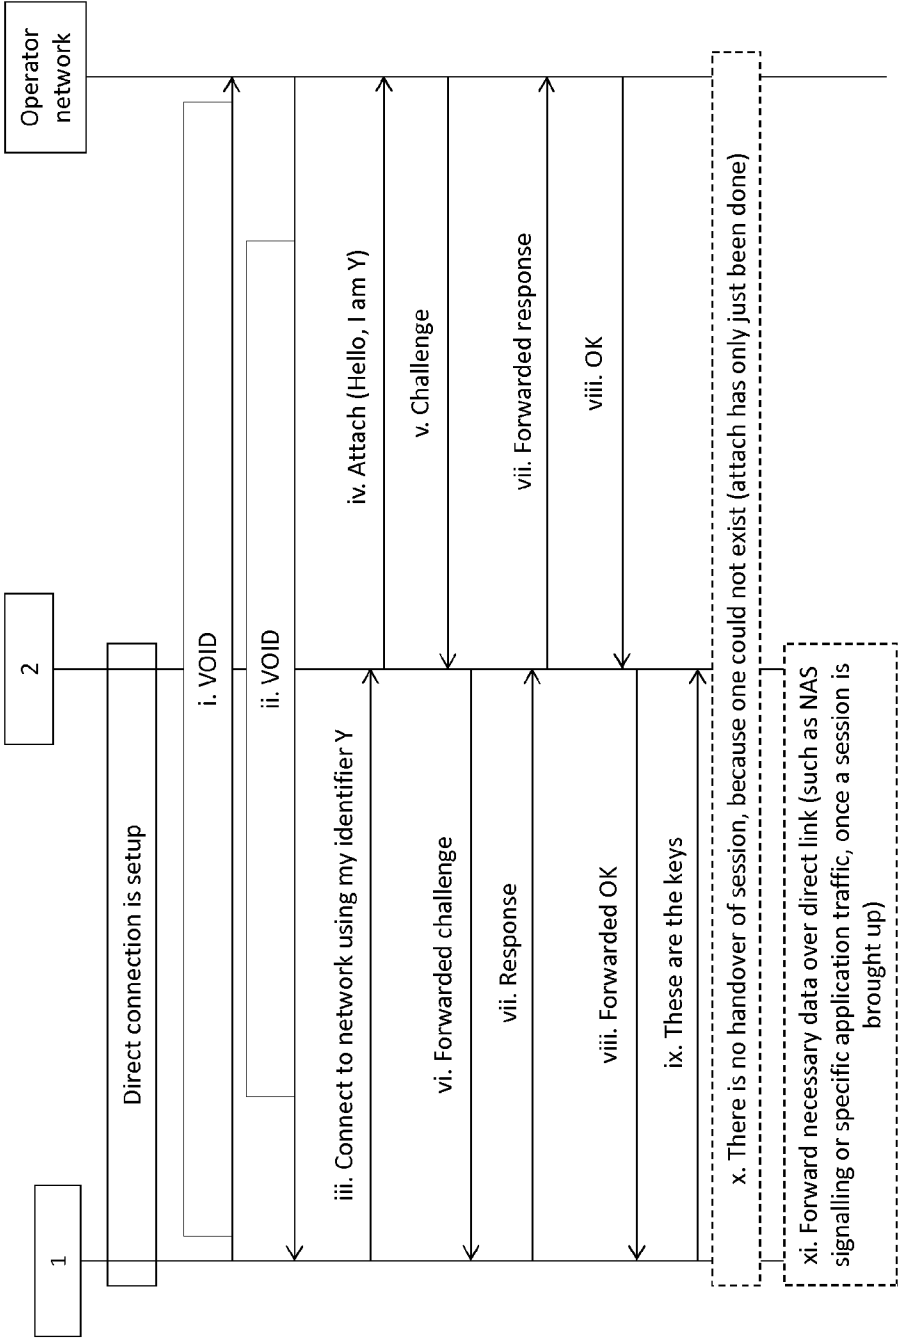 1
2
Operator
network
Direct connection is setup
i. VOID
ii. VOID
iii. Connect to network using my identifier Y
iv. Attach (Hello, I am Y)
v. Challenge
vi. Forwarded challenge
vii. Response
vii. Forwarded response
viii. OK
viii. Forwarded OK
ix. These are the keys
x. There is no handover of session, because one could not exist (attach has only just been done)
xi. Forward necessary data over direct link (such as NAS
signalling or specific application traffic, once a session is
brought up)